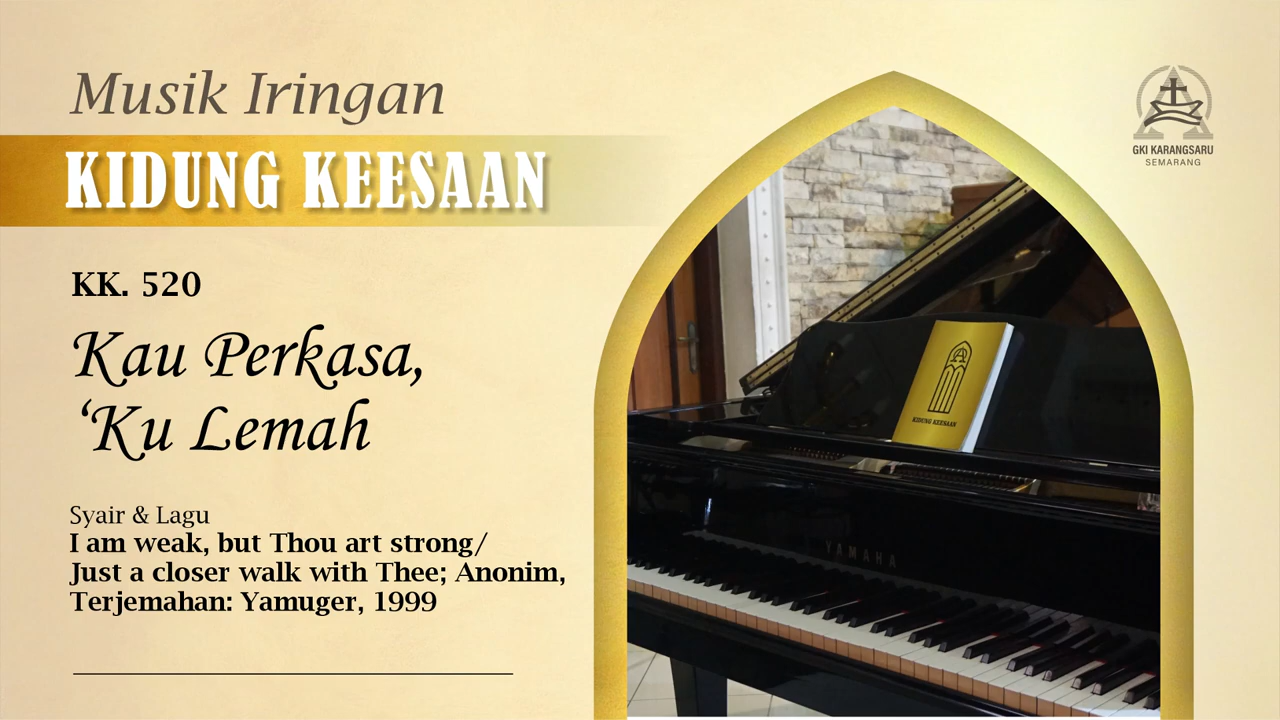 Musik Iringan
KIDUNG KEESAAN
KK. 520
Kau Perkasa,
‘Ku Lemah
Syair & Lagu
I am weak, but Thou art strong/
Just a closer walk with Thee; Anonim,
Terjemahan: Yamuger, 1999
GKI KARANGSARU
SEMARANG
KIDUNG KEESAAN
YAMAHA